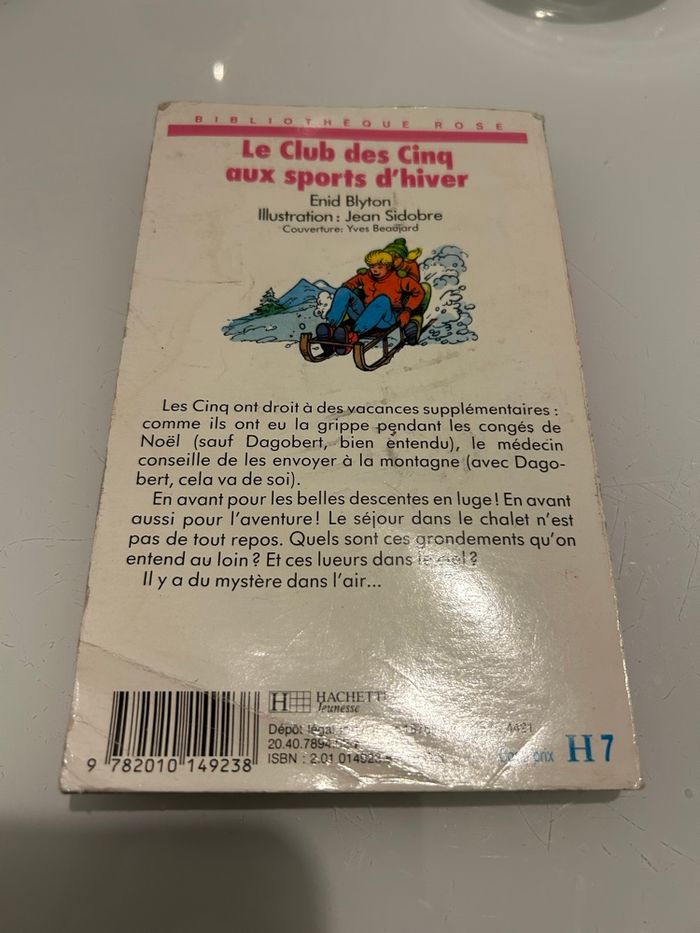 BIBLIOTHÈQUE ROSE
Le Club des Cinq
aux sports d'hiver
Enid Blyton
Illustration : Jean Sidobre
Couverture: Yves Beaujard
Les Cinq ont droit à des vacances supplémentaires :
comme ils ont eu la grippe pendant les congés de
Noël (sauf Dagobert, bien entendu), le médecin
conseille de les envoyer à la montagne (avec Dago-
bert, cela va de soi).
En avant pour les belles descentes en luge ! En avant
aussi pour l'aventure ! Le séjour dans le chalet n'est
pas de tout repos. Quels sont ces grondements qu'on
entend au loin ? Et ces lueurs dans le ciel ?
Il y a du mystère dans l'air...
H HACHETTE
Jeunesse
Dépôt légal 4421
20.40.7894
ISBN : 2.01 014923
9 782010 149238
prix H7